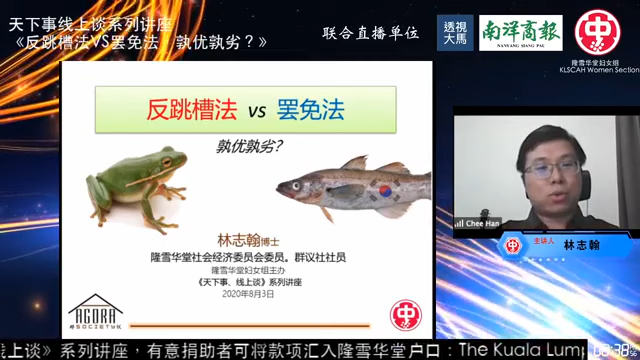 天下事线上谈系列讲座
《反跳槽法VS罢免法 孰优孰劣？》
联合直播单位
透視
大馬
南洋商報
NANYANG SIANG PAU
隆雪华堂妇女组
KLSCAH Women Section
反跳槽法 vs 罢免法
孰优孰劣?
林志翰博士
隆雪华堂社会经济委员会委员。群议社社员
隆雪华堂妇女组主办
《天下事、线上谈》系列讲座
2020年8月3日
AGORA
SOCIETY
Chee Han
主讲人 林志翰
线上谈》系列讲座，有意捐助者可将款项汇入隆雪华堂户口：The Kuala Lump